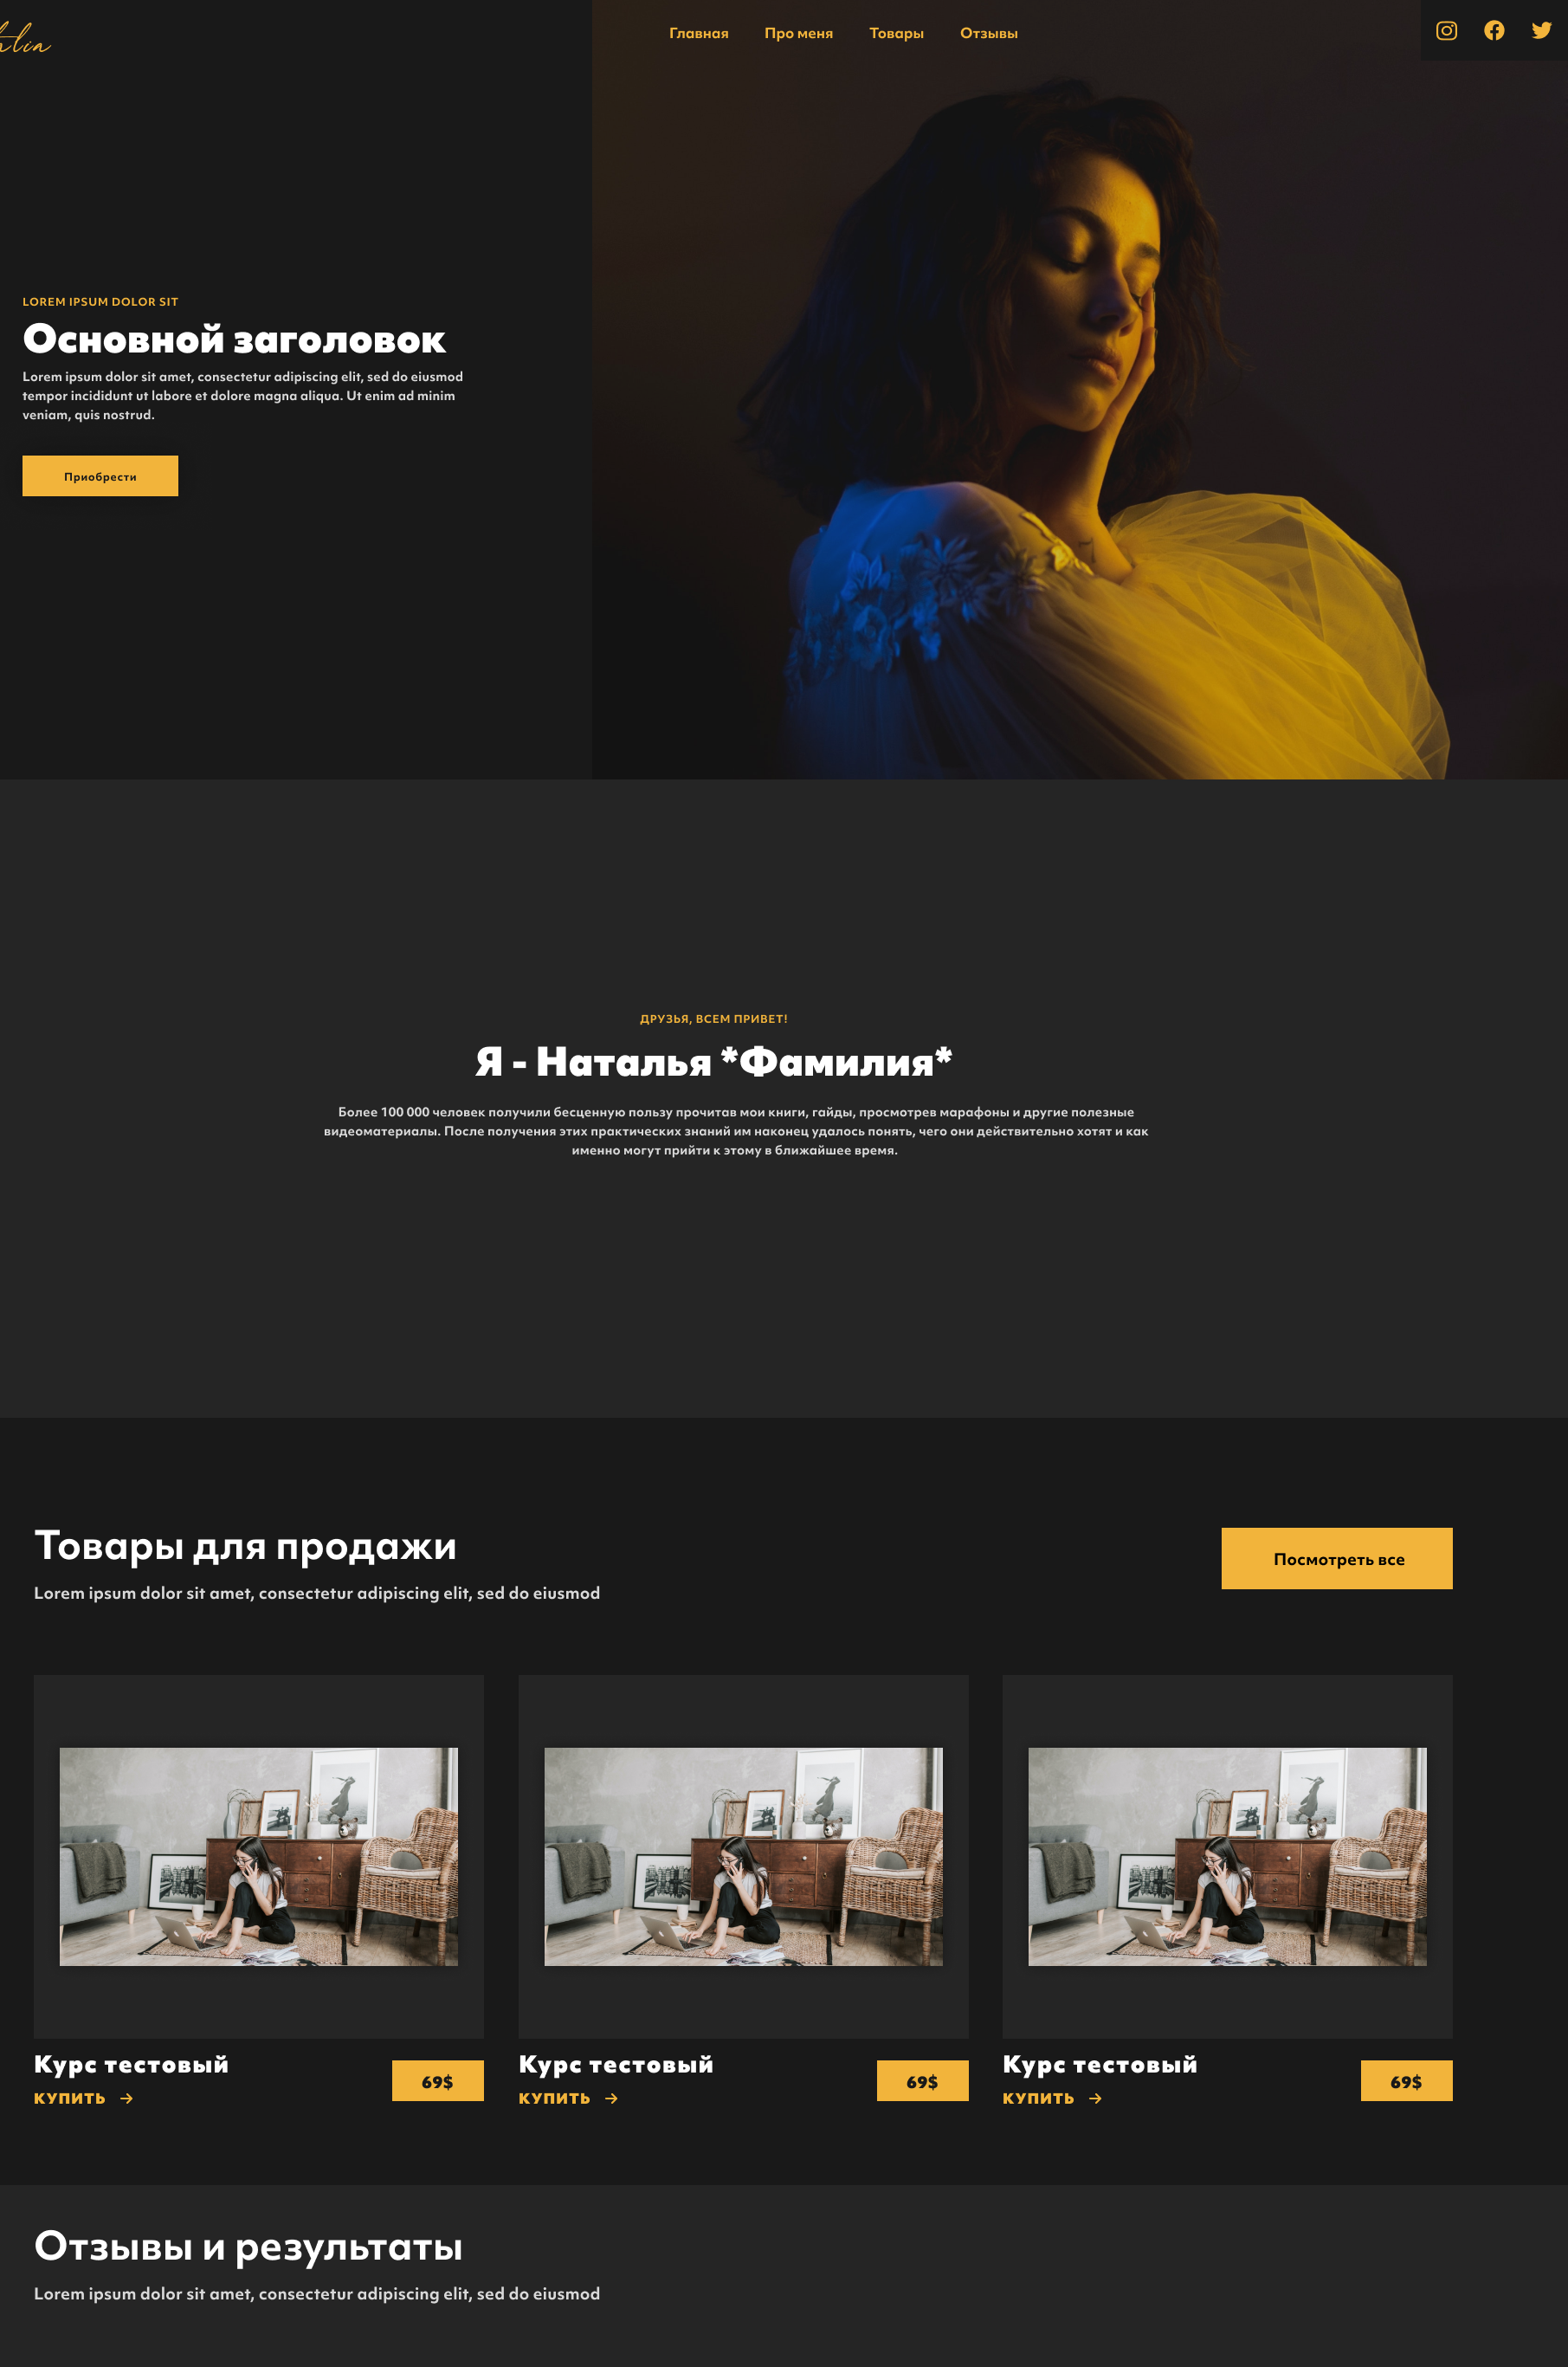 Главная Про меня Товары Отзывы
LOREM IPSUM DOLOR SIT
Основной заголовок
Lorem ipsum dolor sit amet, consectetur adipiscing elit, sed do eiusmod
tempor incididunt ut labore et dolore magna aliqua. Ut enim ad minim
veniam, quis nostrud.
Приобрести
ДРУЗЬЯ, ВСЕМ ПРИВЕТ!
Я - Наталья *Фамилия*
Более 100 000 человек получили бесценную пользу прочитав мои книги, гайды, просмотрев марафоны и другие полезные
видеоматериалы. После получения этих практических знаний им наконец удалось понять, чего они действительно хотят и как
именно могут прийти к этому в ближайшее время.
Товары для продажи
Lorem ipsum dolor sit amet, consectetur adipiscing elit, sed do eiusmod
Посмотреть все
Курс тестовый
КУПИТЬ →
69$
Курс тестовый
КУПИТЬ →
69$
Курс тестовый
КУПИТЬ →
69$
Отзывы и результаты
Lorem ipsum dolor sit amet, consectetur adipiscing elit, sed do eiusmod